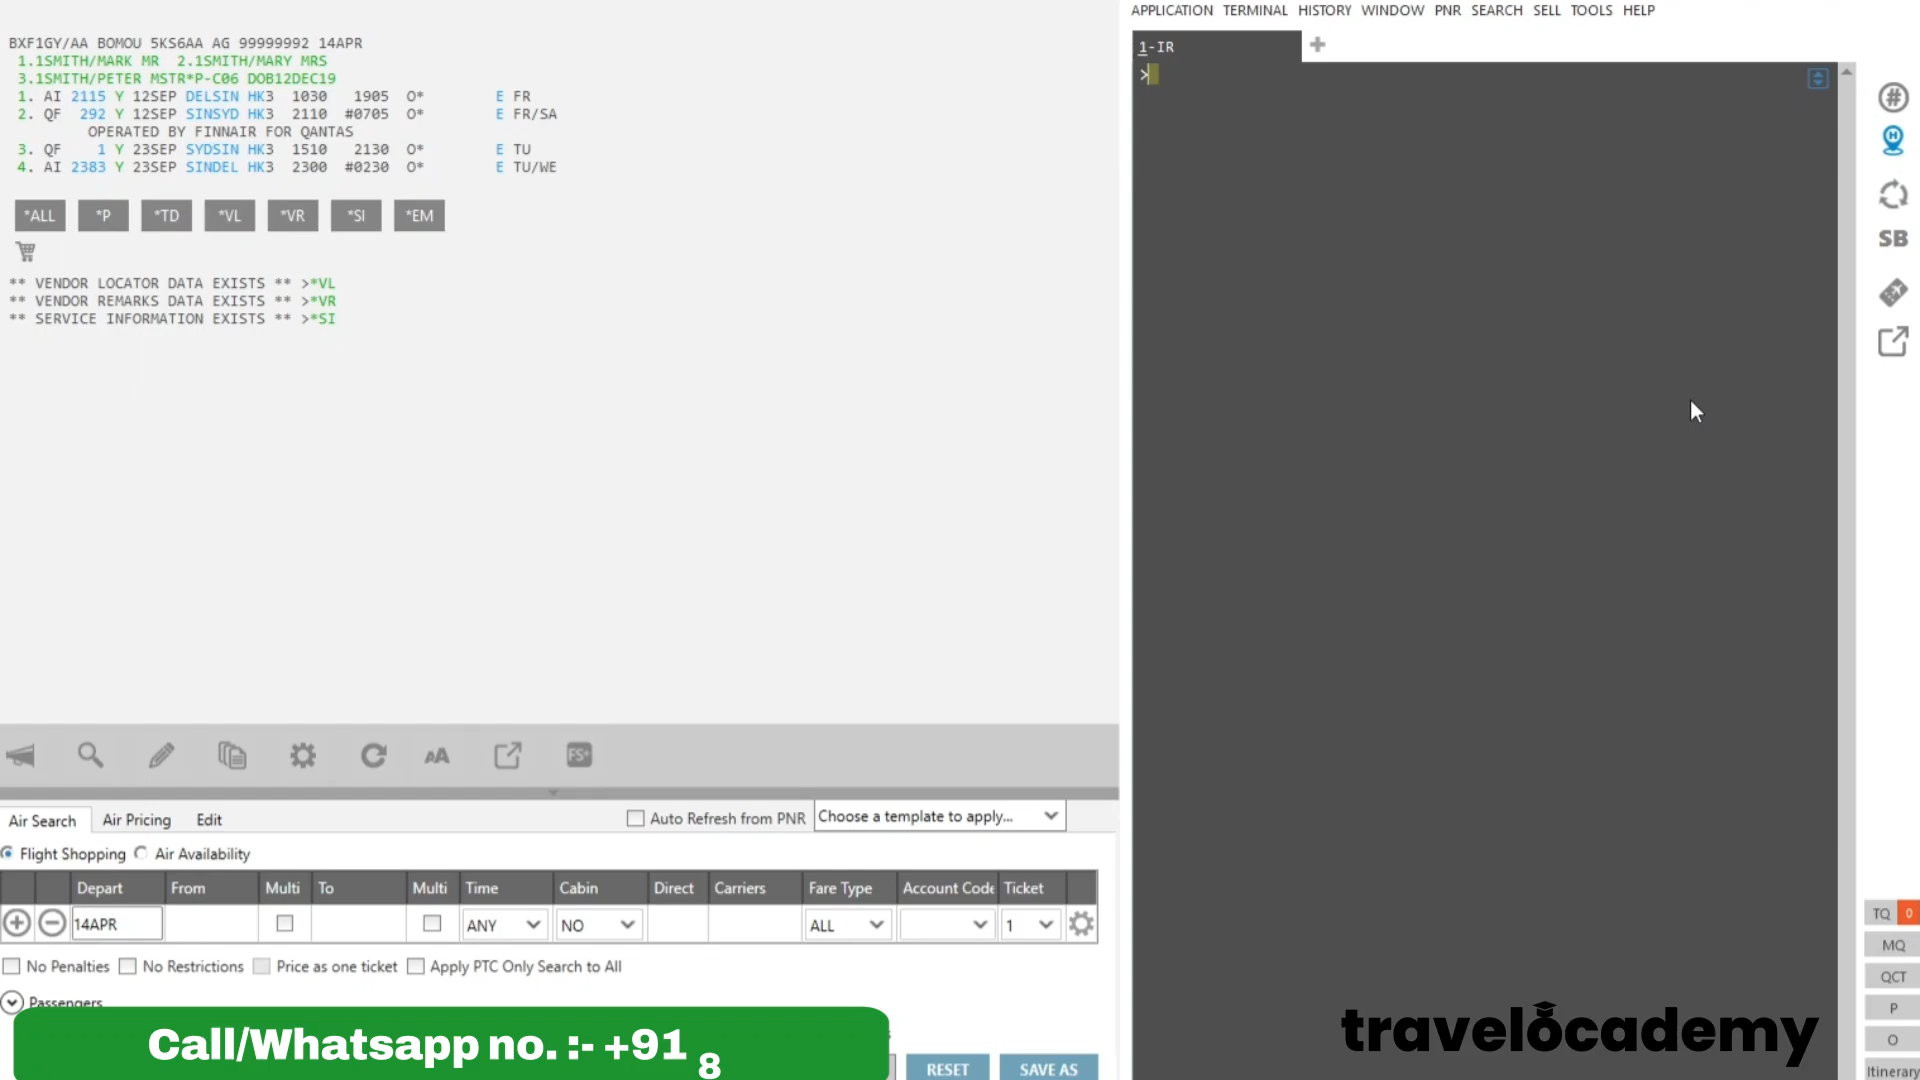 APPLICATION TERMINAL HISTORY WINDOW PNR SEARCH SELL TOOLS HELP
1-IR
>
BXF1GY/AA BOMOU 5KS6AA AG 99999992 14APR
1.1SMITH/MARK MR 2.1SMITH/MARY MRS
3.1SMITH/PETER MSTR*P-C06 DOB12DEC19
1. AI 2115 Y 12SEP DELSIN HK3 1030 1905 O* E FR
2. QF 292 Y 12SEP SINSYD HK3 2110 #0705 O* E FR/SA
OPERATED BY FINNAIR FOR QANTAS
3. QF 1 Y 23SEP SYDSIN HK3 1510 2130 O* E TU
4. AI 2383 Y 23SEP SINDEL HK3 2300 #0230 O* E TU/WE
*ALL *P *TD *VL *VR *SI *EM
** VENDOR LOCATOR DATA EXISTS ** >*VL
** VENDOR REMARKS DATA EXISTS ** >*VR
** SERVICE INFORMATION EXISTS ** >*SI
#
H
SB
AA FS+
Air Search Air Pricing Edit Auto Refresh from PNR Choose a template to apply...
Flight Shopping Air Availability
Depart From Multi To Multi Time Cabin Direct Carriers Fare Type Account Code Ticket
14APR ANY NO ALL 1
No Penalties No Restrictions Price as one ticket Apply PTC Only Search to All
Passengers
Call/Whatsapp no. :- +91 8
RESET SAVE AS
travelocademy
TQ 0
MQ
QCT
P
O
Itinerary